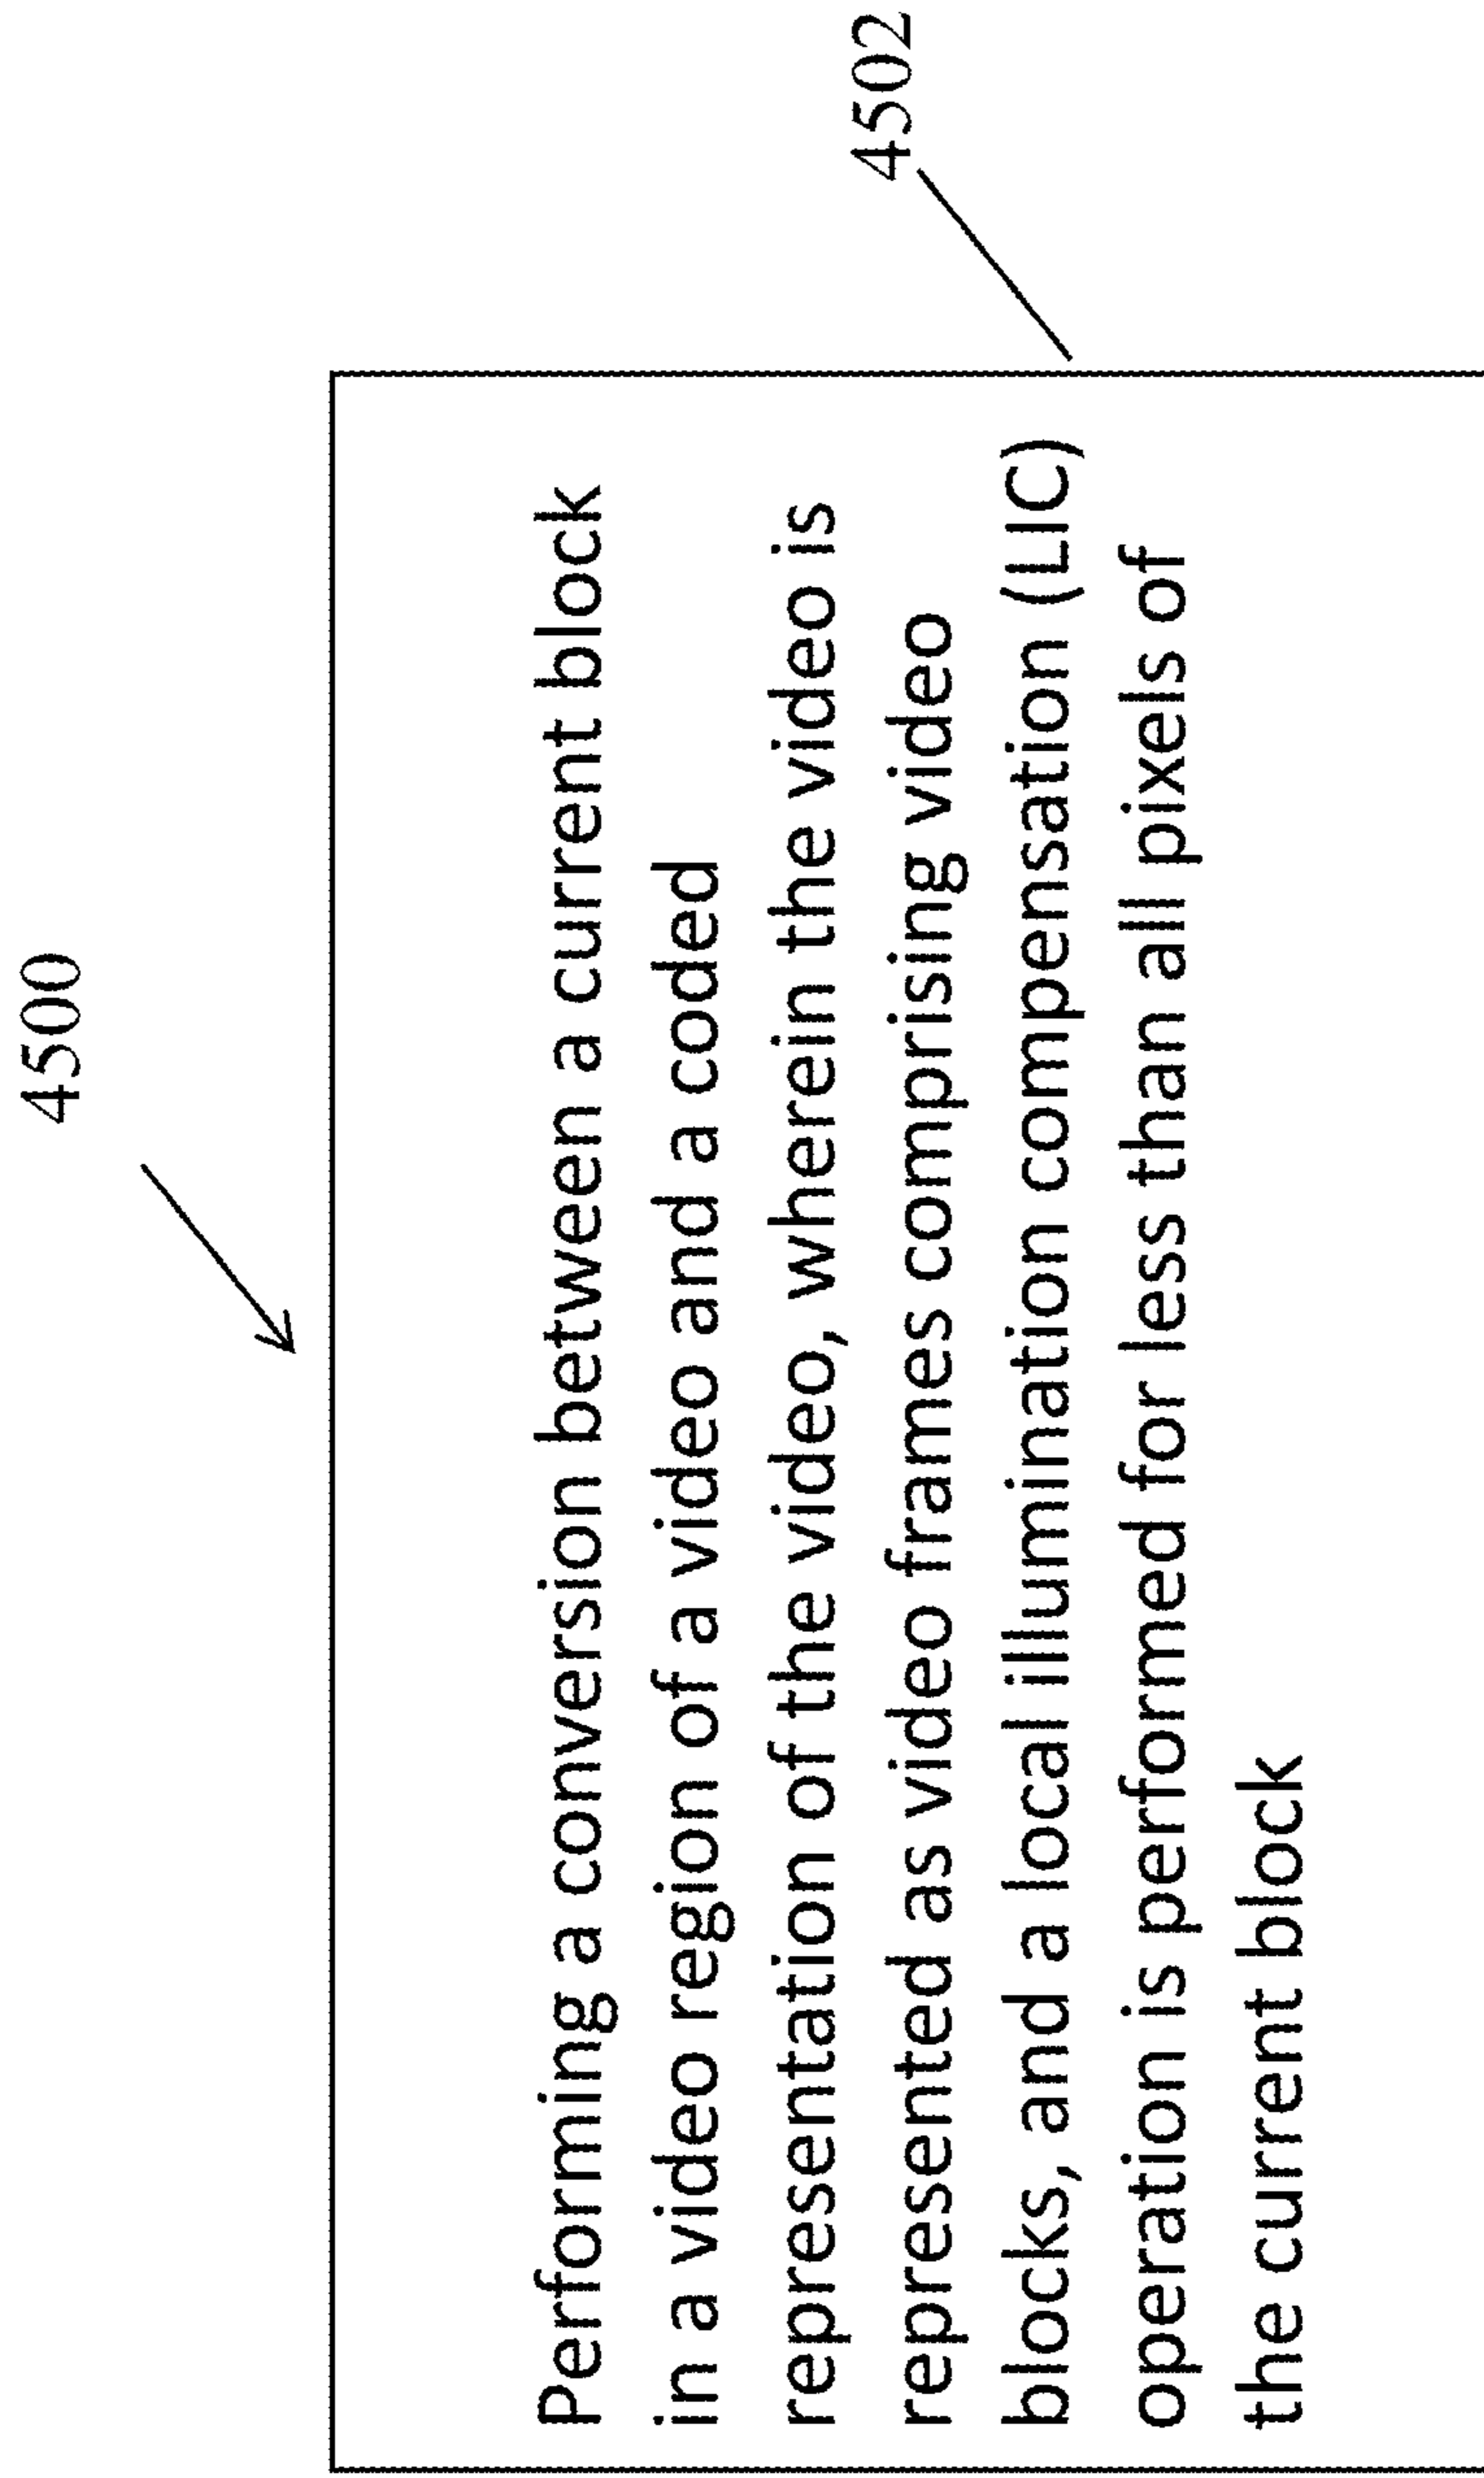 4500
4502
Performing a conversion between a current block
in a video region of a video and a coded
representation of the video, wherein the video is
represented as video frames comprising video
blocks, and a local illumination compensation (LIC)
operation is performed for less than all pixels of
the current block